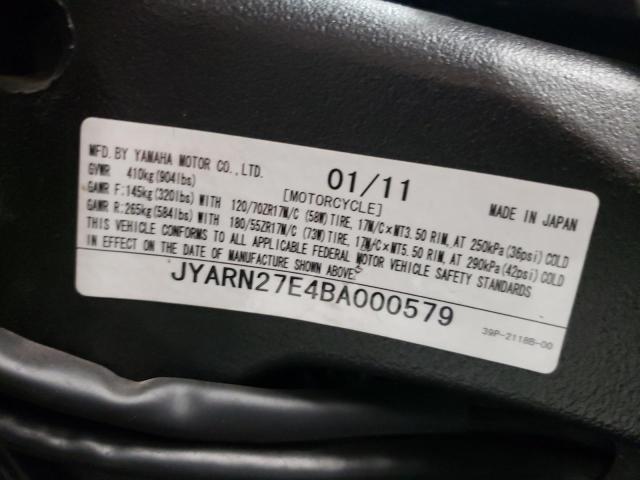 MFD. BY YAMAHA MOTOR CO., LTD.
01/11
GVWR 410kg(904lbs)
[MOTORCYCLE]
MADE IN JAPAN
GAWR F:145kg(320lbs) WITH 120/70ZR17M/C (58W) TIRE, 17M/C×MT3.50 RIM, AT 250kPa(36psi) COLD
GAWR R:265kg(584lbs) WITH 180/55ZR17M/C (73W) TIRE, 17M/C×MT5.50 RIM, AT 290kPa(42psi) COLD
THIS VEHICLE CONFORMS TO ALL APPLICABLE FEDERAL MOTOR VEHICLE SAFETY STANDARDS
IN EFFECT ON THE DATE OF MANUFACTURE SHOWN ABOVE.
JYARN27E4BA000579
39P-2118B-00